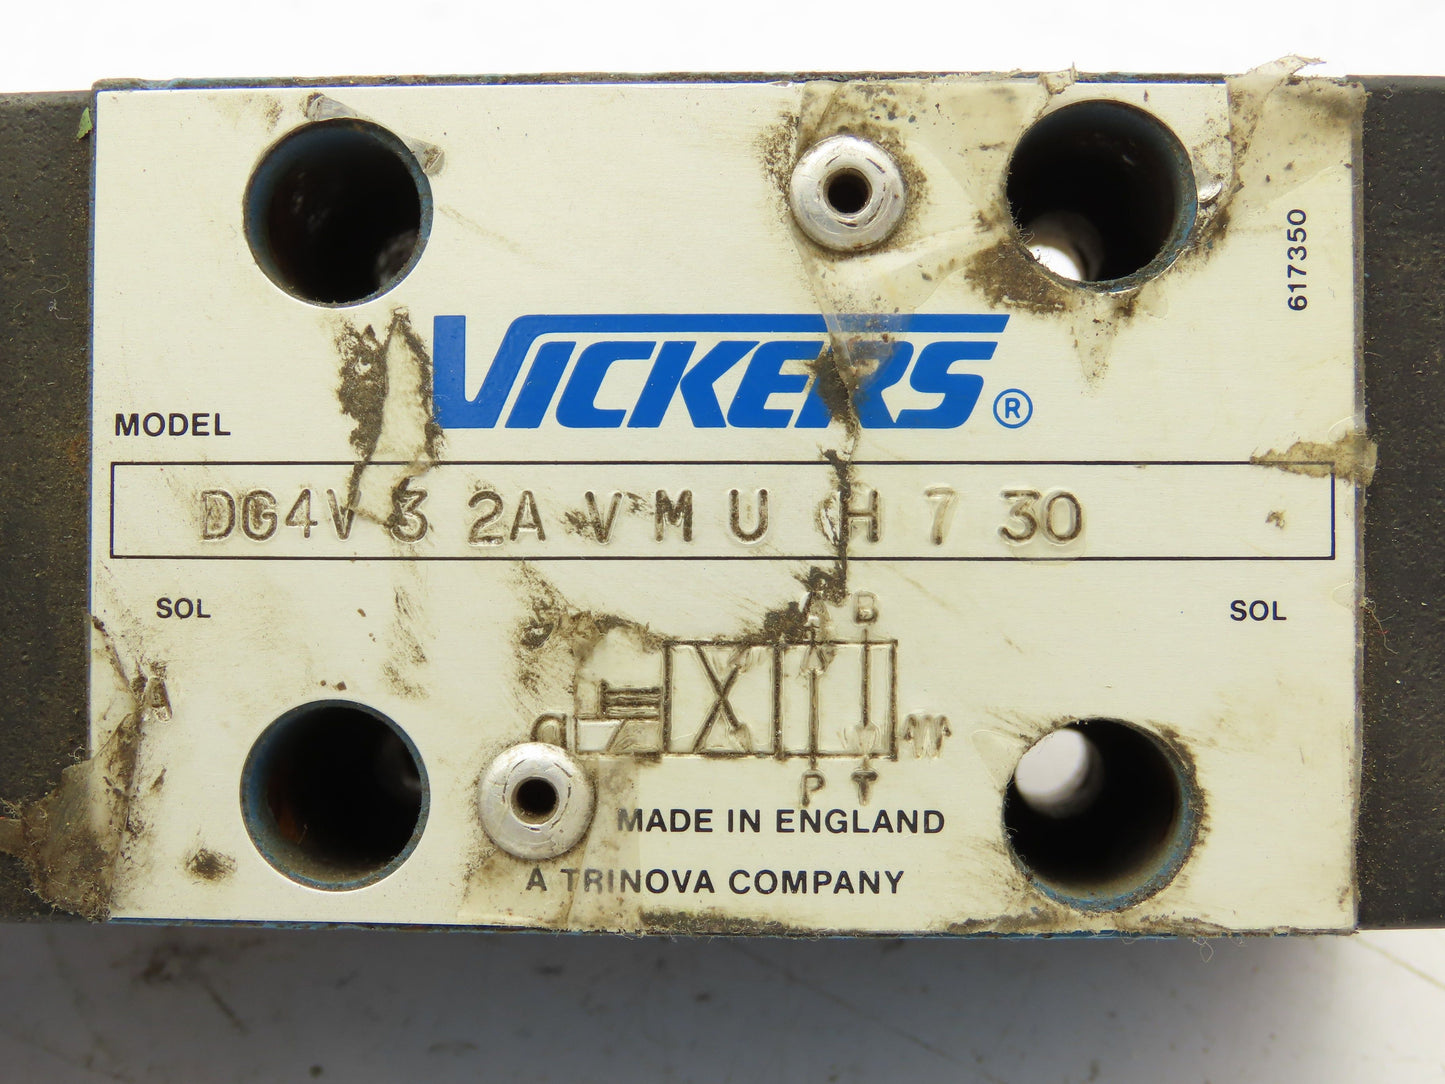 617350
VICKERS ®
MODEL
DG4V 3 2A V M U H 7 30
SOL SOL
A B
A
P T
MADE IN ENGLAND
A TRINOVA COMPANY